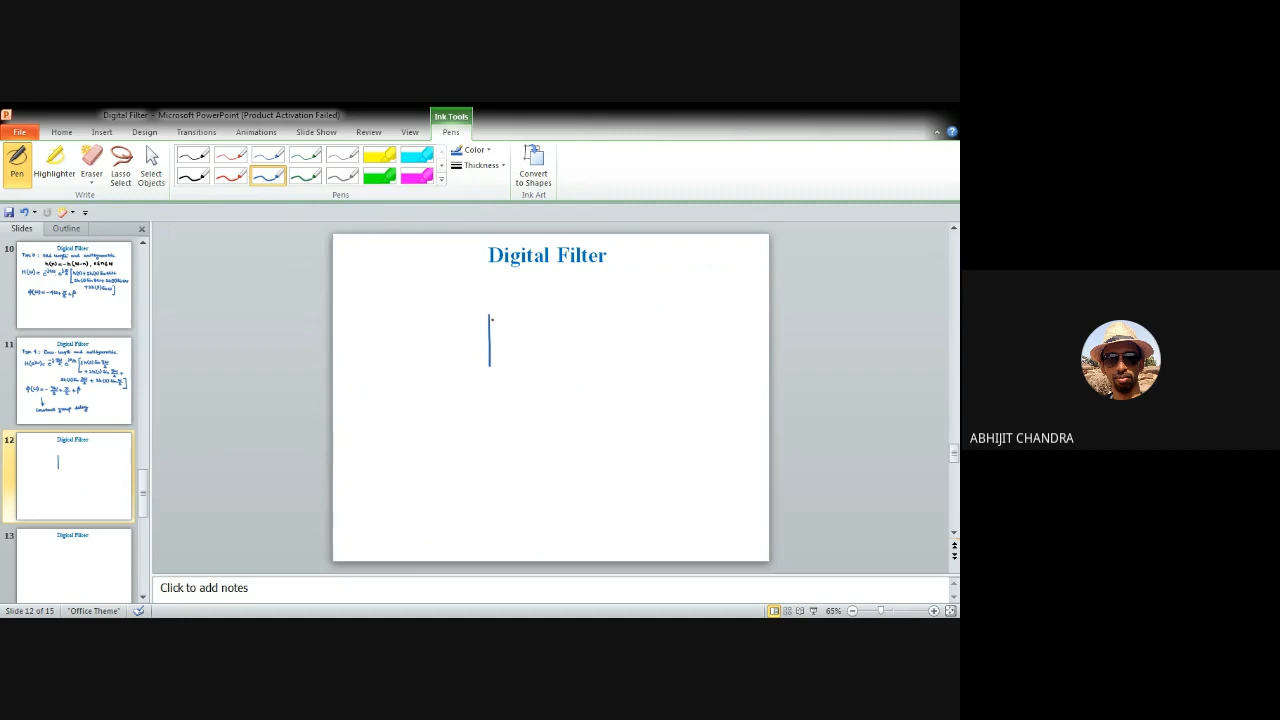 Digital Filter - Microsoft PowerPoint (Product Activation Failed)
Ink Tools
File Home Insert Design Transitions Animations Slide Show Review View Pens
Pen Highlighter Eraser Lasso Select Select Objects
Color
Thickness
Convert to Shapes
Write Pens Ink Art
Slides Outline
10
Digital Filter
11
Digital Filter
constant group delay
12
Digital Filter
13
Digital Filter
Digital Filter
ABHIJIT CHANDRA
Click to add notes
Slide 12 of 15 "Office Theme" 65%